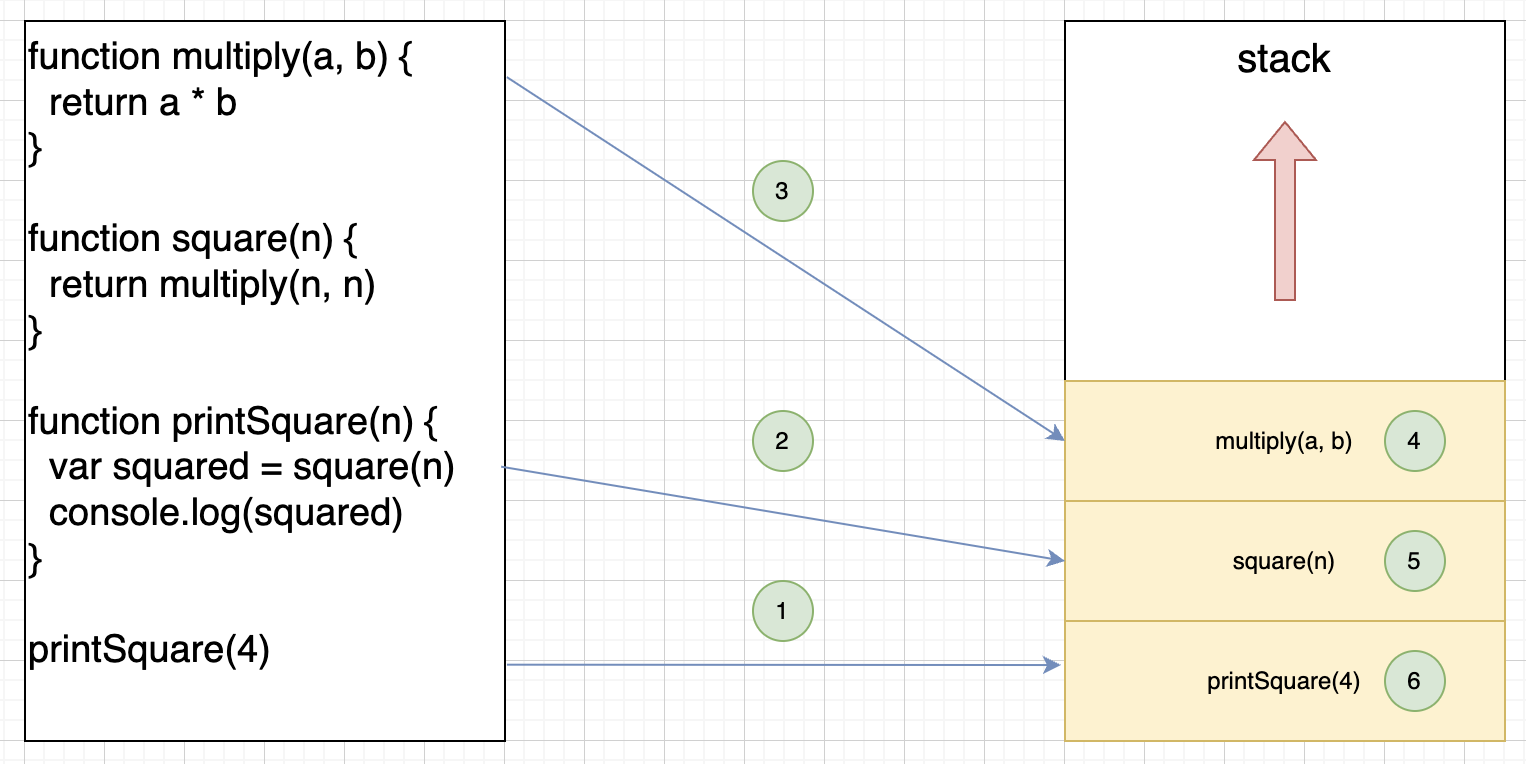 function multiply(a, b) {
  return a * b
}
function square(n) {
  return multiply(n, n)
}
function printSquare(n) {
  var squared = square(n)
  console.log(squared)
}
printSquare(4)
3
2
1
stack
multiply(a, b) 4
square(n) 5
printSquare(4) 6